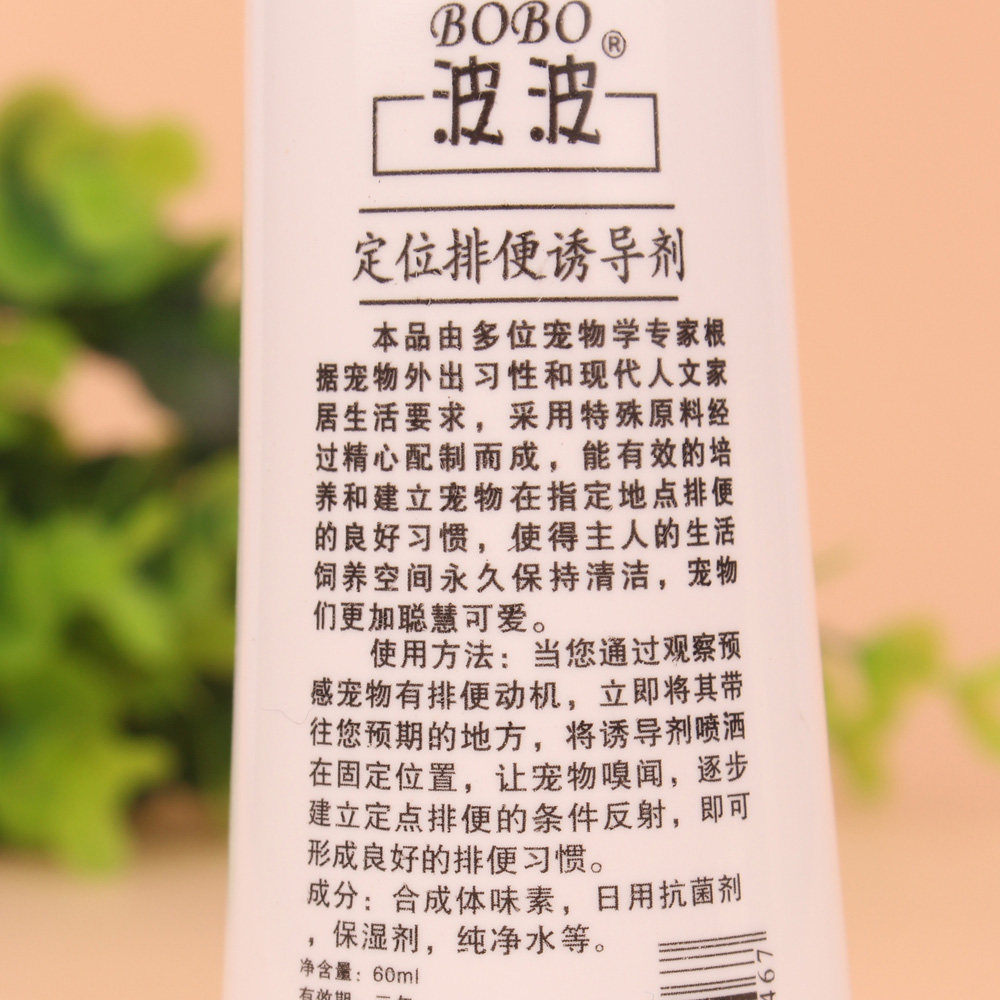 BOBO®
波波
定位排便诱导剂
本品由多位宠物学专家根
据宠物外出习性和现代人文家
居生活要求，采用特殊原料经
过精心配制而成，能有效的培
养和建立宠物在指定地点排便
的良好习惯，使得主人的生活
饲养空间永久保持清洁，宠物
们更加聪慧可爱。
使用方法：当您通过观察预
感宠物有排便动机，立即将其带
往您预期的地方，将诱导剂喷洒
在固定位置，让宠物嗅闻，逐步
建立定点排便的条件反射，即可
形成良好的排便习惯。
成分：合成体味素，日用抗菌剂
，保湿剂，纯净水等。
净含量：60ml
有效期